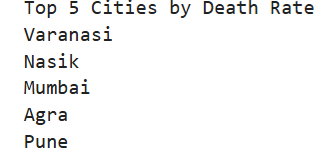 Top 5 Cities by Death Rate
Varanasi
Nasik
Mumbai
Agra
Pune